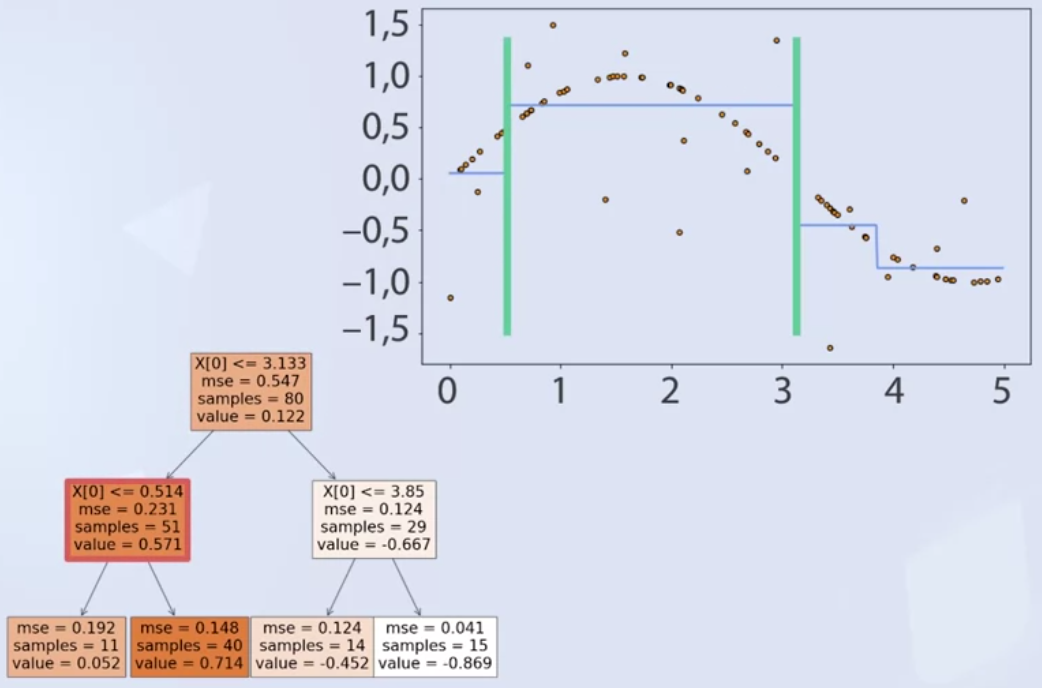 1,5
1,0
0,5
0,0
−0,5
−1,0
−1,5
0 1 2 3 4 5
X[0] <= 3.133
mse = 0.547
samples = 80
value = 0.122
X[0] <= 0.514
mse = 0.231
samples = 51
value = 0.571
X[0] <= 3.85
mse = 0.124
samples = 29
value = -0.667
mse = 0.192
samples = 11
value = 0.052
mse = 0.148
samples = 40
value = 0.714
mse = 0.124
samples = 14
value = -0.452
mse = 0.041
samples = 15
value = -0.869